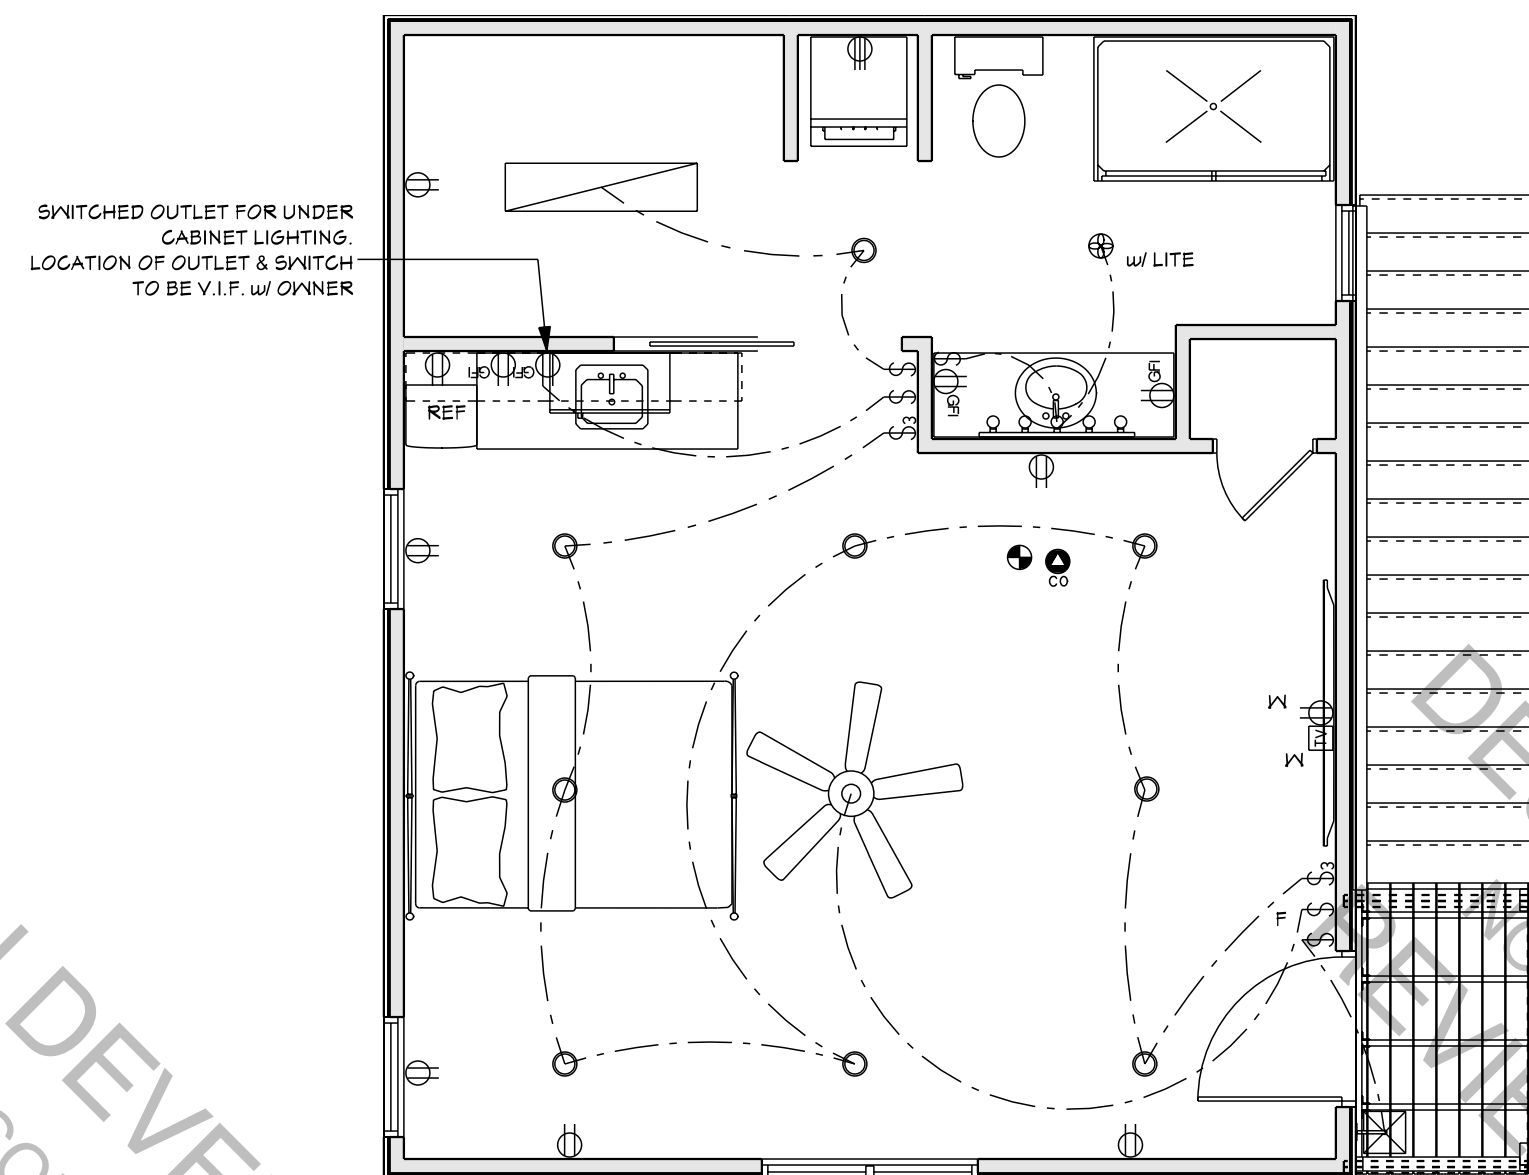 SWITCHED OUTLET FOR UNDER
CABINET LIGHTING.
LOCATION OF OUTLET & SWITCH
TO BE V.I.F. w/ OWNER
w/ LITE
GFI
GFI
GFI
GFI
REF
S
S
S
S3
CO
M
TV
M
S3
S
F
S